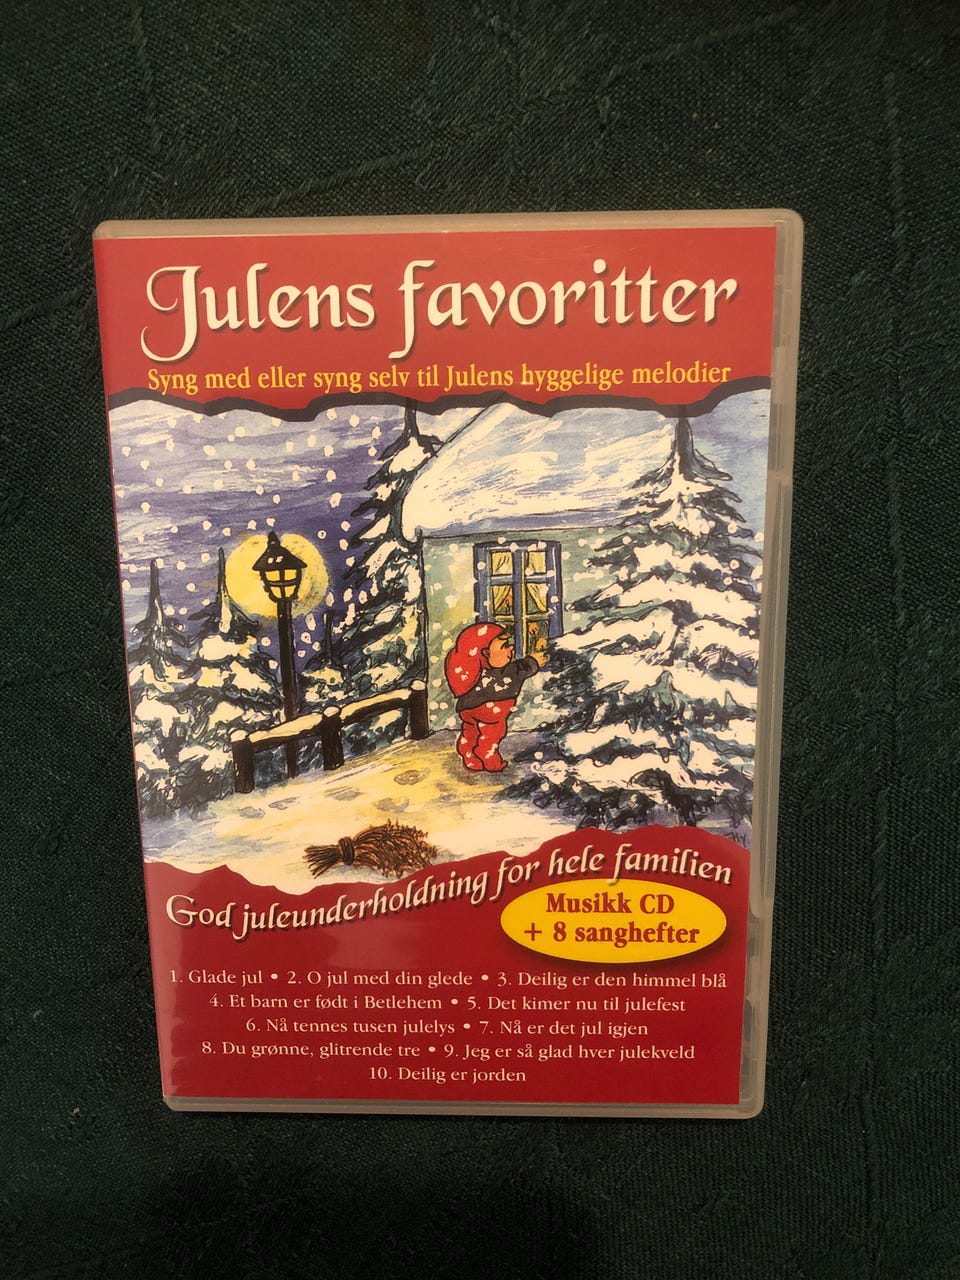 Julens favoritter
Syng med eller syng selv til Julens hyggelige melodier
HY
God juleunderholdning for hele familien
Musikk CD
+ 8 sanghefter
1. Glade jul • 2. O jul med din glede • 3. Deilig er den himmel blå
4. Et barn er født i Betlehem • 5. Det kimer nu til julefest
6. Nå tennes tusen julelys • 7. Nå er det jul igjen
8. Du grønne, glitrende tre • 9. Jeg er så glad hver julekveld
10. Deilig er jorden